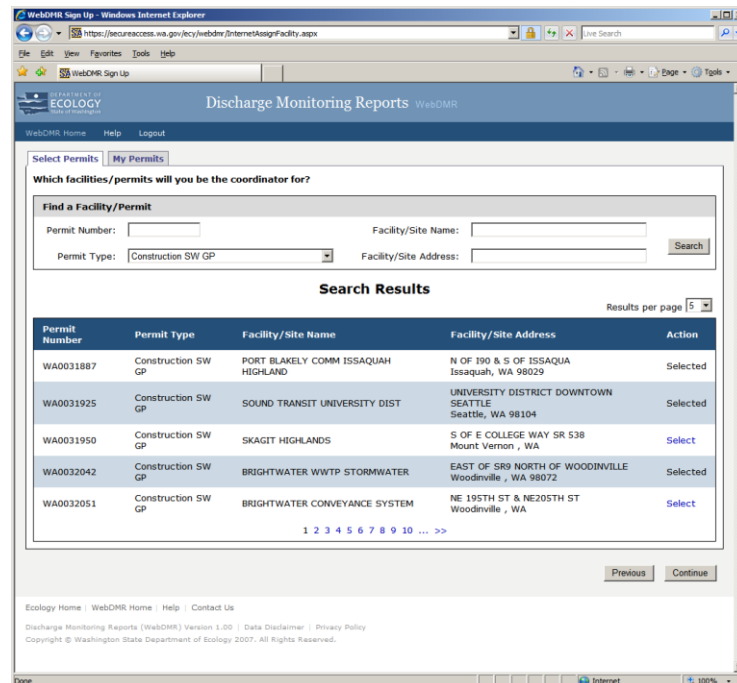 WebDMR Sign Up - Windows Internet Explorer
https://secureaccess.wa.gov/ecy/webdmr/InternetAssignFacility.aspx
Live Search
File Edit View Favorites Tools Help
WebDMR Sign Up
Page Tools
DEPARTMENT OF
ECOLOGY
State of Washington
Discharge Monitoring Reports WebDMR
WebDMR Home Help Logout
Select Permits My Permits
Which facilities/permits will you be the coordinator for?
Find a Facility/Permit
Permit Number: Facility/Site Name:
Search
Permit Type: Construction SW GP Facility/Site Address:
Search Results
Results per page 5
Permit Number Permit Type Facility/Site Name Facility/Site Address Action
WA0031887 Construction SW GP PORT BLAKELY COMM ISSAQUAH HIGHLAND N OF I90 & S OF ISSAQUA Issaquah, WA 98029 Selected
WA0031925 Construction SW GP SOUND TRANSIT UNIVERSITY DIST UNIVERSITY DISTRICT DOWNTOWN SEATTLE Seattle, WA 98104 Selected
WA0031950 Construction SW GP SKAGIT HIGHLANDS S OF E COLLEGE WAY SR 538 Mount Vernon , WA Select
WA0032042 Construction SW GP BRIGHTWATER WWTP STORMWATER EAST OF SR9 NORTH OF WOODINVILLE Woodinville , WA 98072 Selected
WA0032051 Construction SW GP BRIGHTWATER CONVEYANCE SYSTEM NE 195TH ST & NE205TH ST Woodinville , WA Select
1 2 3 4 5 6 7 8 9 10 ... >>
Previous Continue
Ecology Home | WebDMR Home | Help | Contact Us
Discharge Monitoring Reports (WebDMR) Version 1.00 | Data Disclaimer | Privacy Policy
Copyright © Washington State Department of Ecology 2007. All Rights Reserved.
Done Internet 100%